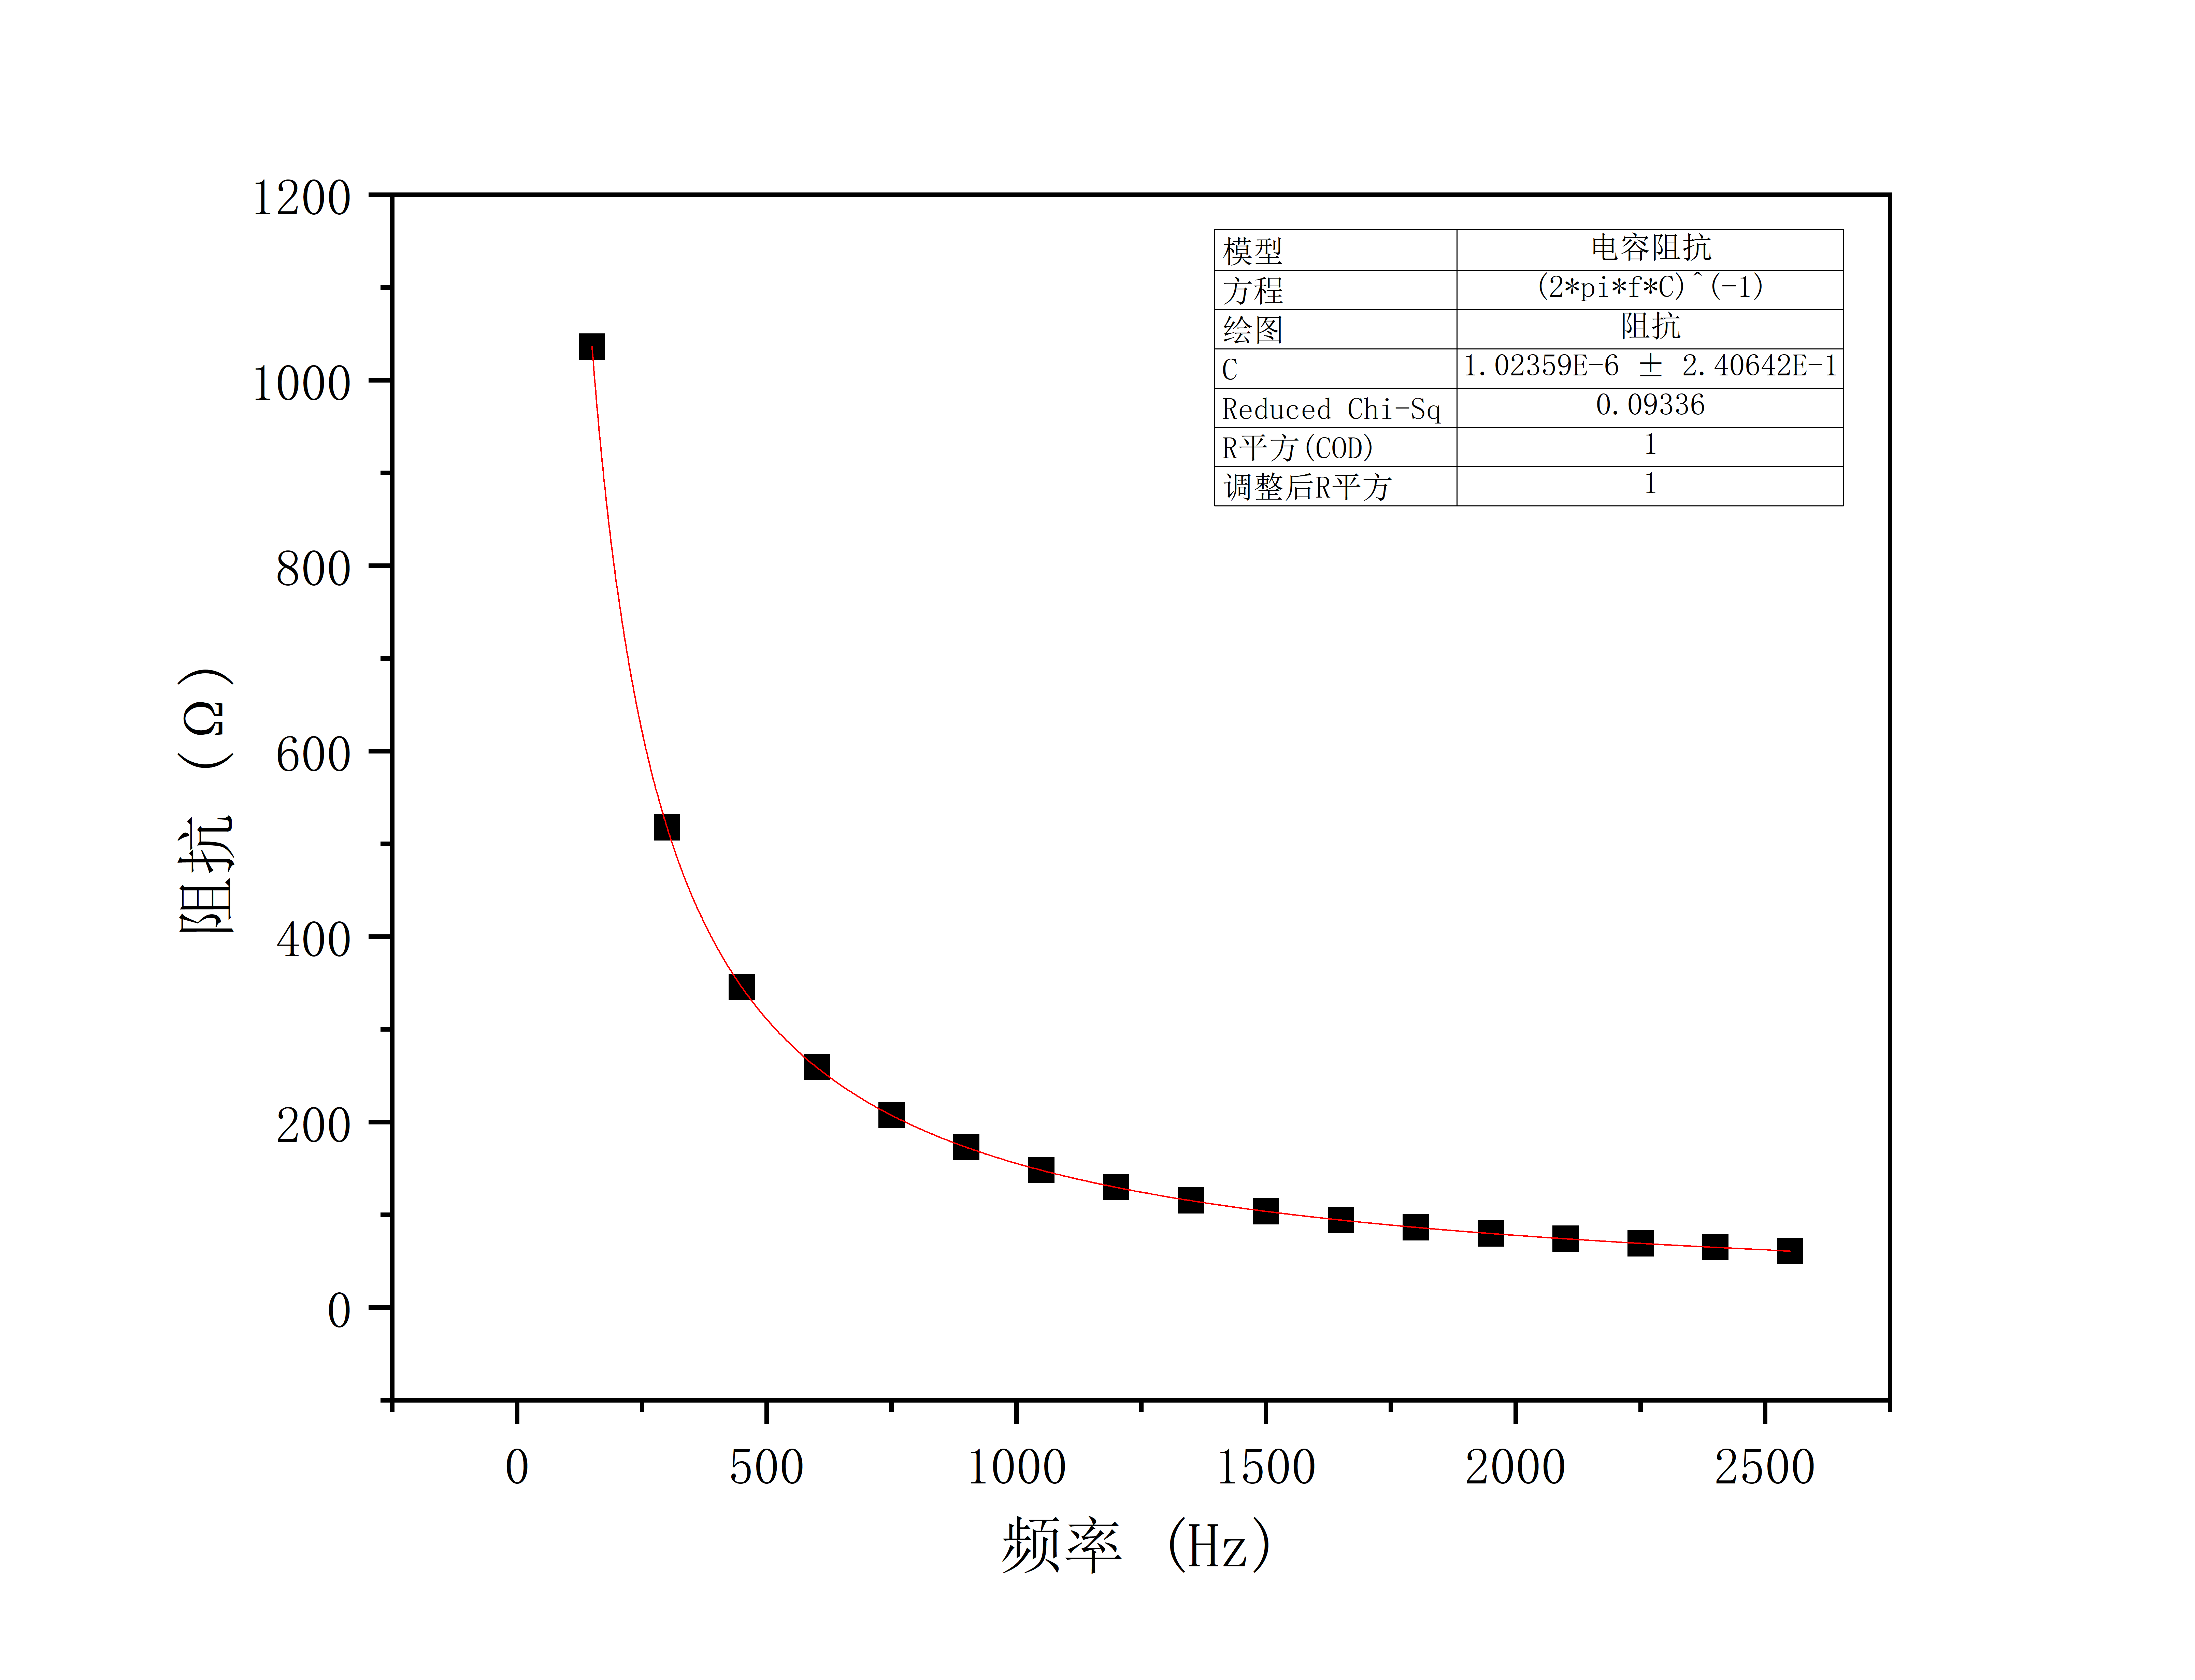 1200
1000
800
600
400
200
0
阻抗 (Ω)
模型 电容阻抗
方程 (2*pi*f*C)^(-1)
绘图 阻抗
C 1.02359E-6 ± 2.40642E-1
Reduced Chi-Sq 0.09336
R平方(COD) 1
调整后R平方 1
0 500 1000 1500 2000 2500
频率 (Hz)